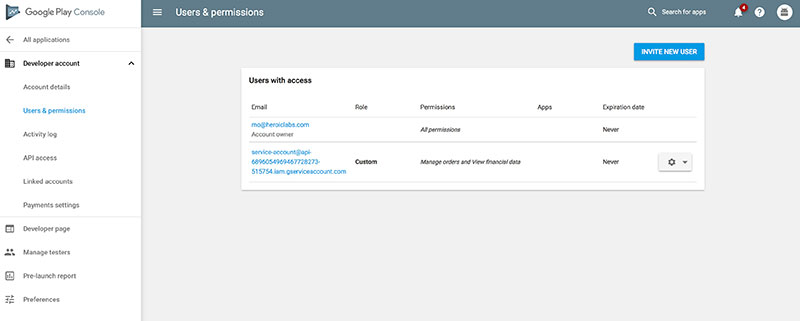 Google Play Console
Users & permissions
Search for apps
4
All applications
Developer account
Account details
Users & permissions
Activity log
API access
Linked accounts
Payments settings
Developer page
Manage testers
Pre-launch report
Preferences
INVITE NEW USER
Users with access
Email Role Permissions Apps Expiration date
mo@heroiclabs.com
Account owner
All permissions
Never
service-account@api-
6896054969467728273-
515754.iam.gserviceaccount.com
Custom
Manage orders and View financial data
Never